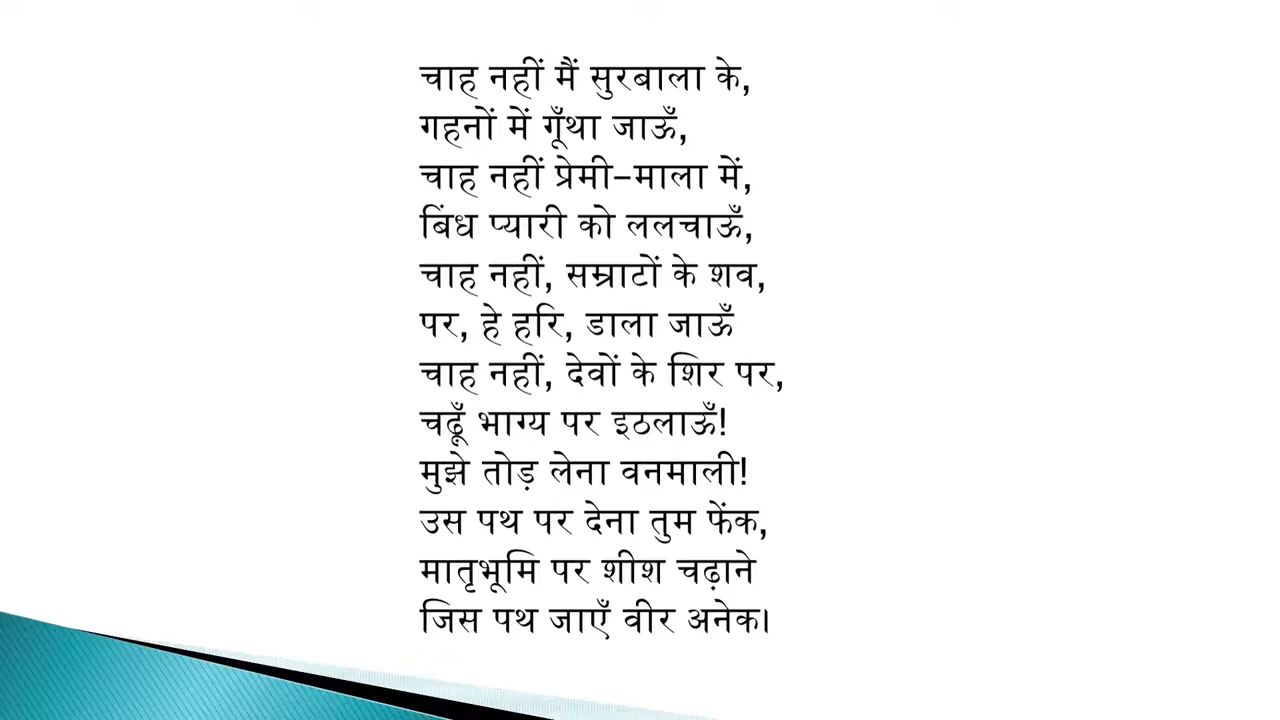 चाह नहीं मैं सुरबाला के,
गहनों में गूँथा जाऊँ,
चाह नहीं प्रेमी-माला में,
बिंध प्यारी को ललचाऊँ,
चाह नहीं, सम्राटों के शव,
पर, हे हरि, डाला जाऊँ
चाह नहीं, देवों के शिर पर,
चढ़ूँ भाग्य पर इठलाऊँ!
मुझे तोड़ लेना वनमाली!
उस पथ पर देना तुम फेंक,
मातृभूमि पर शीश चढ़ाने
जिस पथ जाएँ वीर अनेक।